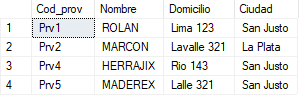 Cod_prov Nombre Domicilio Ciudad
1 Prv1 ROLAN Lima 123 San Justo
2 Prv2 MARCON Lavalle 321 La Plata
3 Prv4 HERRAJIX Rio 143 San Justo
4 Prv5 MADEREX Lalle 321 San Justo